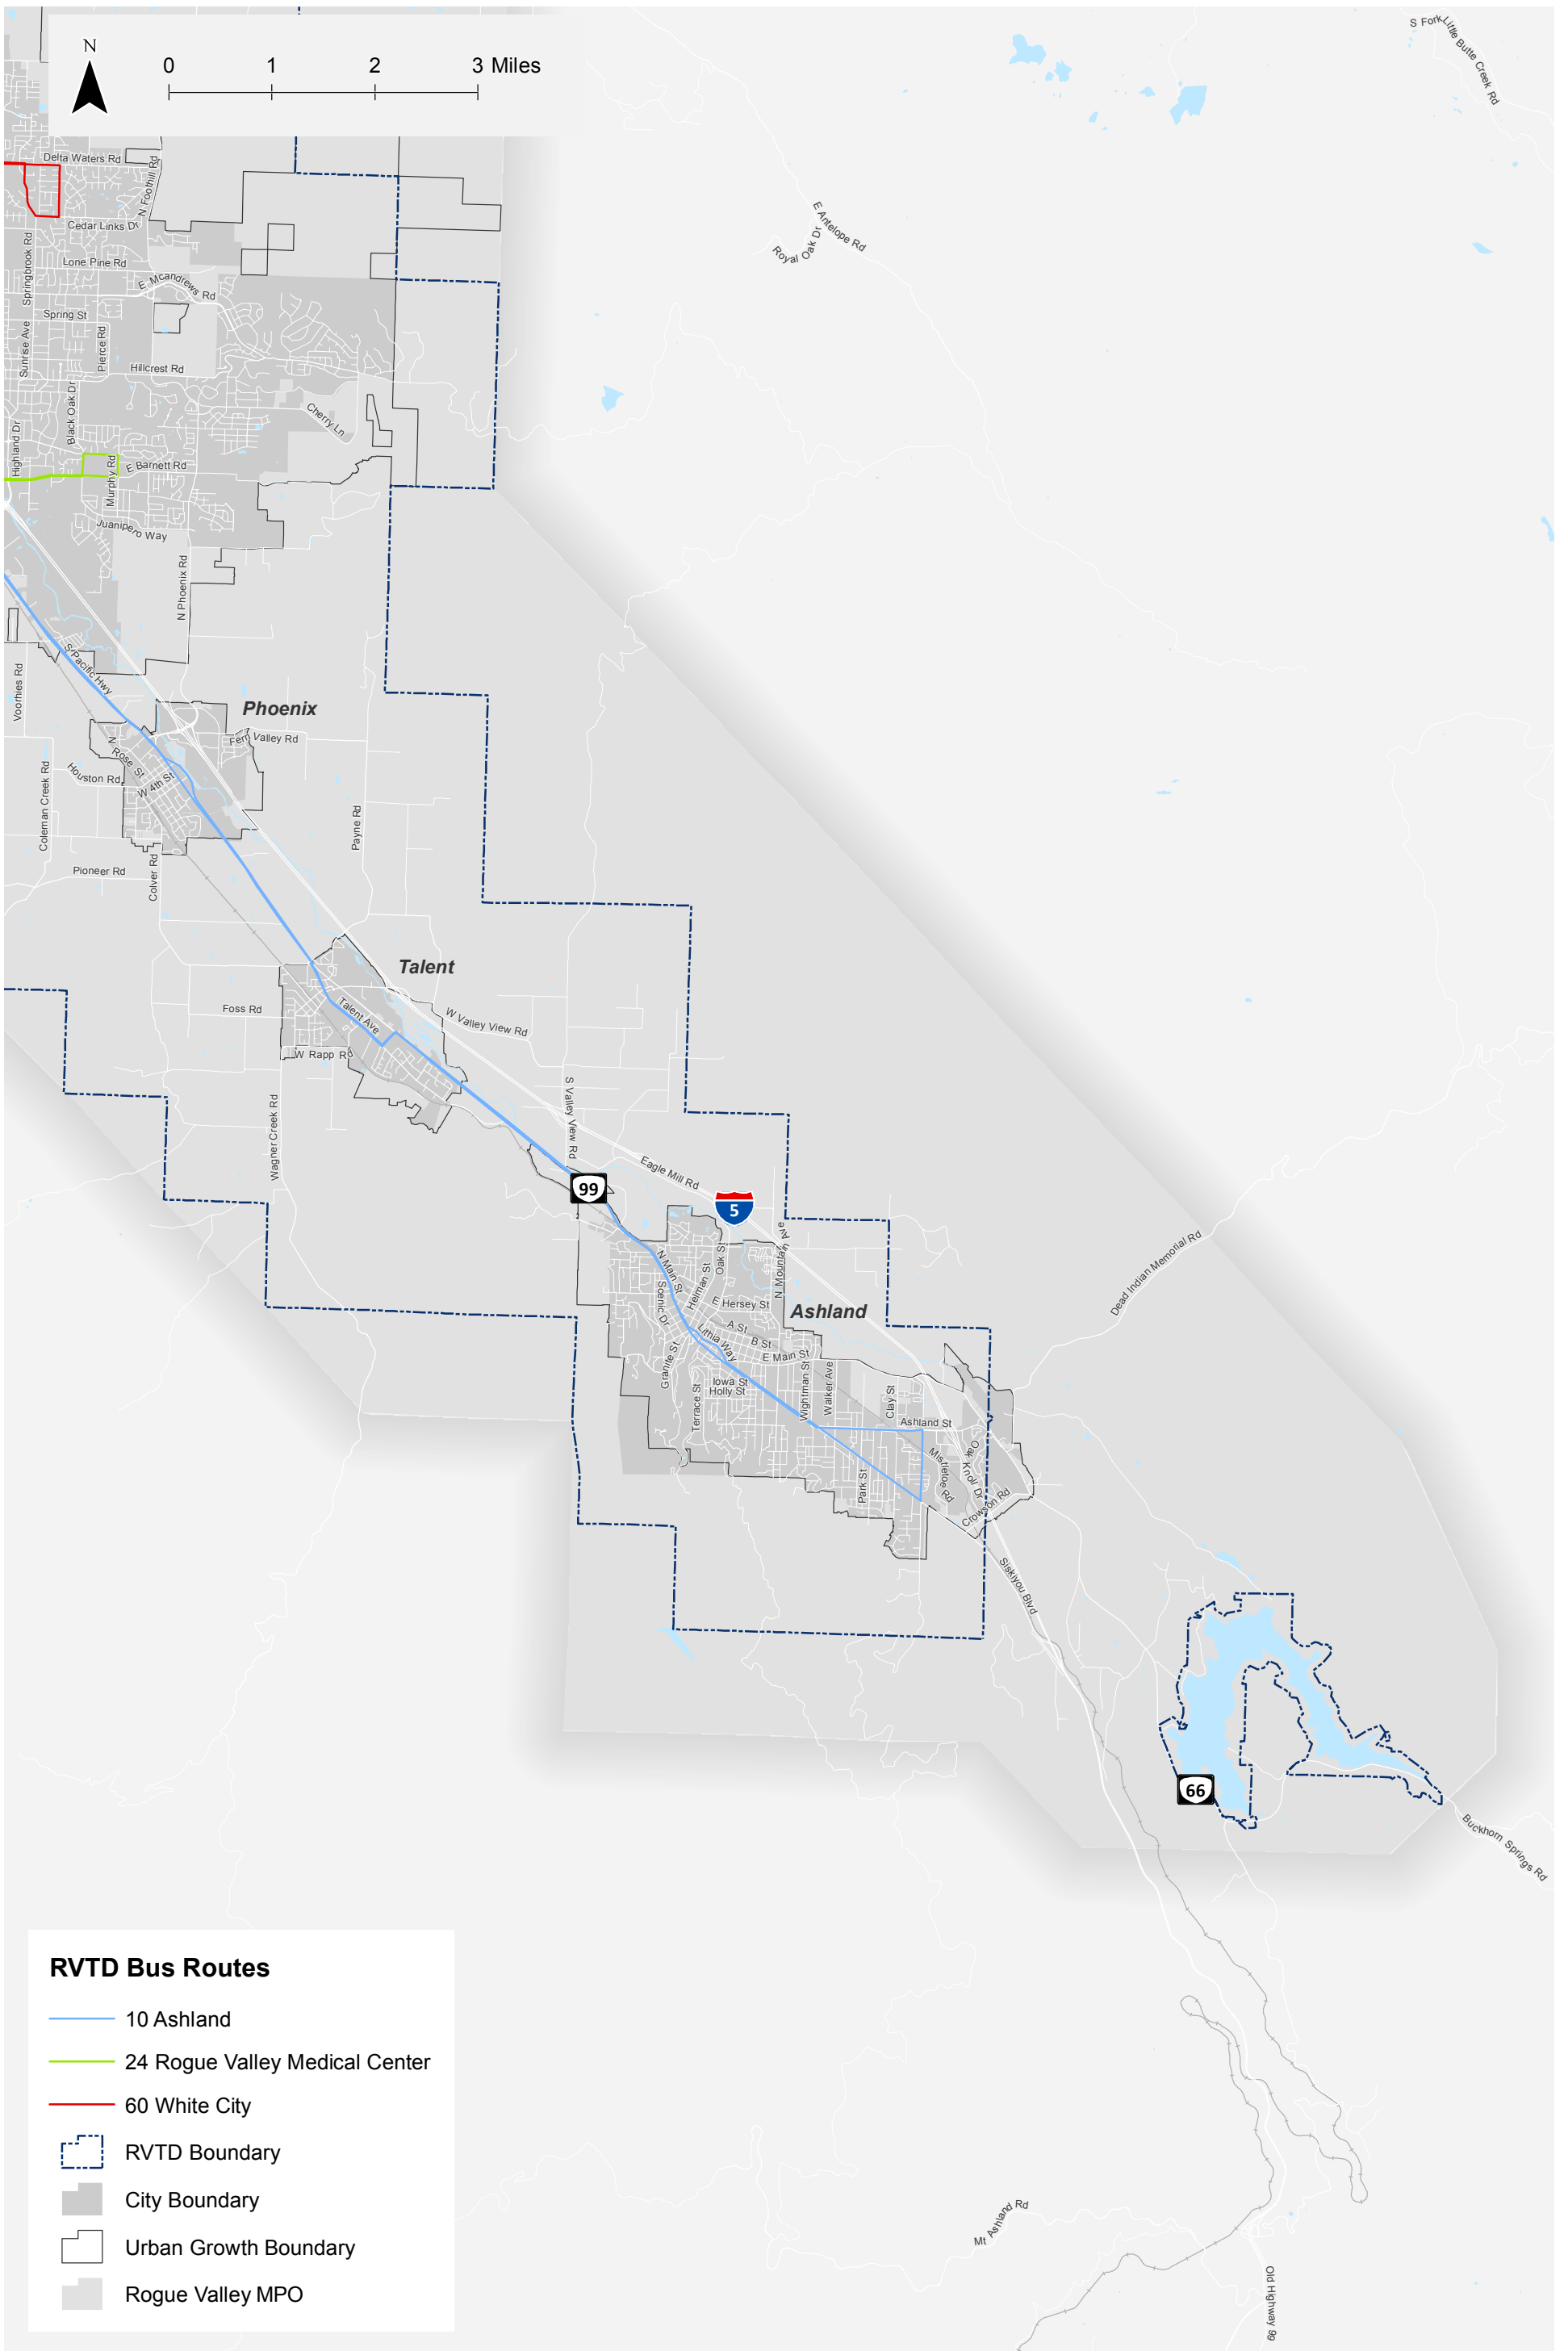 S Fork Little Butte Creek Rd
N
0 1 2 3 Miles
Delta Waters Rd
N Foothill Rd
Cedar Links Dr
E Antelope Rd
Royal Oak Dr
Springbrook Rd
Lone Pine Rd
E Mcandrews Rd
Spring St
Sunrise Ave
Pierce Rd
Hillcrest Rd
Black Oak Dr
Cherry Ln
Highland Dr
Murphy Rd
E Barnett Rd
Juanipero Way
N Phoenix Rd
S Pacific Hwy
Voorhies Rd
Phoenix
Fern Valley Rd
N Rose St
Houston Rd
W 4th St
Coleman Creek Rd
Payne Rd
Pioneer Rd
Colver Rd
Talent
Foss Rd
Talent Ave
W Valley View Rd
W Rapp Rd
S Valley View Rd
Wagner Creek Rd
Eagle Mill Rd
99
5
N Mountain Ave
Oak St
N Main St
Helman St
Scenic Dr
E Hersey St
Ashland
Dead Indian Memorial Rd
A St
B St
Lithia Way
E Main St
Granite St
Iowa St
Holly St
Terrace St
Wightman St
Walker Ave
Clay St
Ashland St
Oak Knoll Dr
Mistletoe Rd
Park St
Crowson Rd
Siskiyou Blvd
66
Buckhorn Springs Rd
RVTD Bus Routes
10 Ashland
24 Rogue Valley Medical Center
60 White City
RVTD Boundary
City Boundary
Urban Growth Boundary
Rogue Valley MPO
Mt Ashland Rd
Old Highway 99